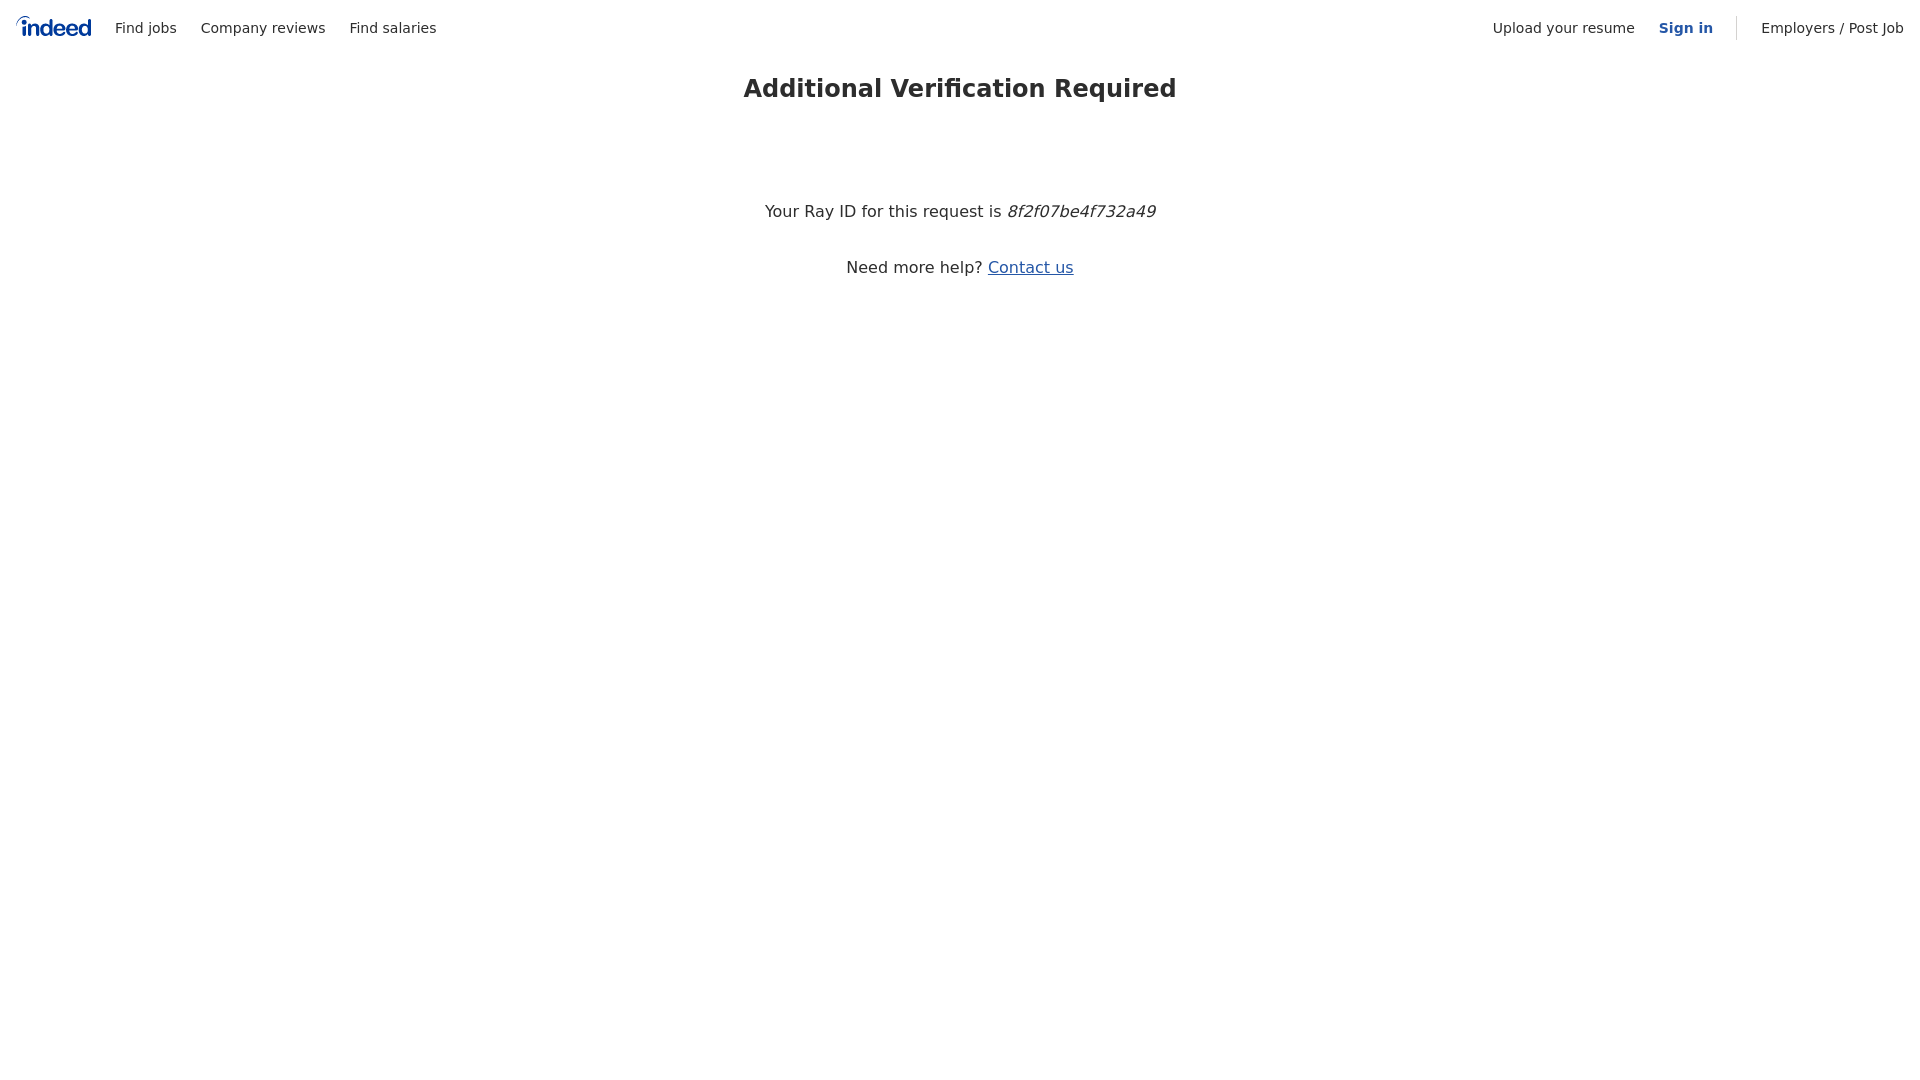 indeed Find jobs Company reviews Find salaries Upload your resume Sign in Employers / Post Job
Additional Verification Required
Your Ray ID for this request is 8f2f07be4f732a49
Need more help? Contact us